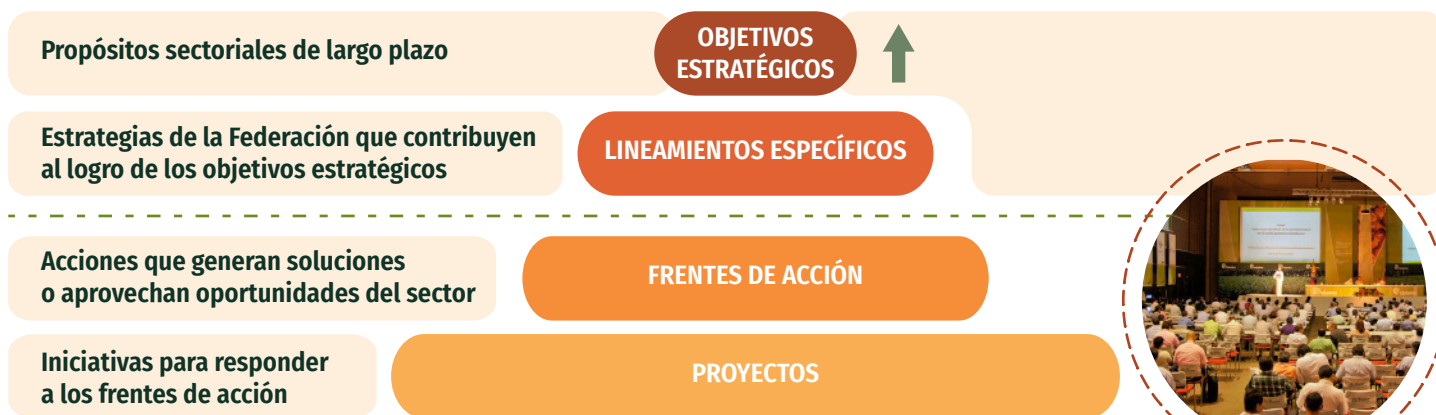 Propósitos sectoriales de largo plazo
OBJETIVOS
ESTRATÉGICOS
Estrategias de la Federación que contribuyen
al logro de los objetivos estratégicos
LINEAMIENTOS ESPECÍFICOS
Acciones que generan soluciones
o aprovechan oportunidades del sector
FRENTES DE ACCIÓN
Iniciativas para responder
a los frentes de acción
PROYECTOS